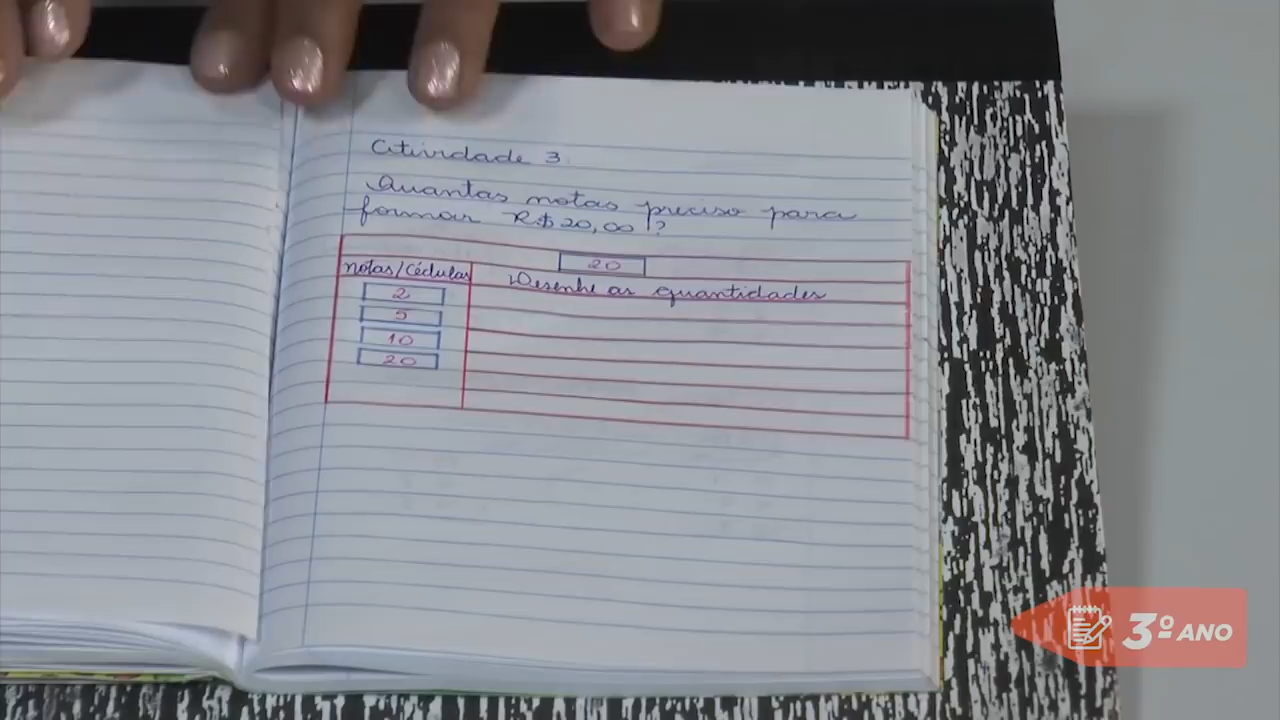 Atividade 3
Quantas notas preciso para
formar R$ 20,00?
20
notas/Cédulas
Desenhe as quantidades
2
5
10
20
3º ANO